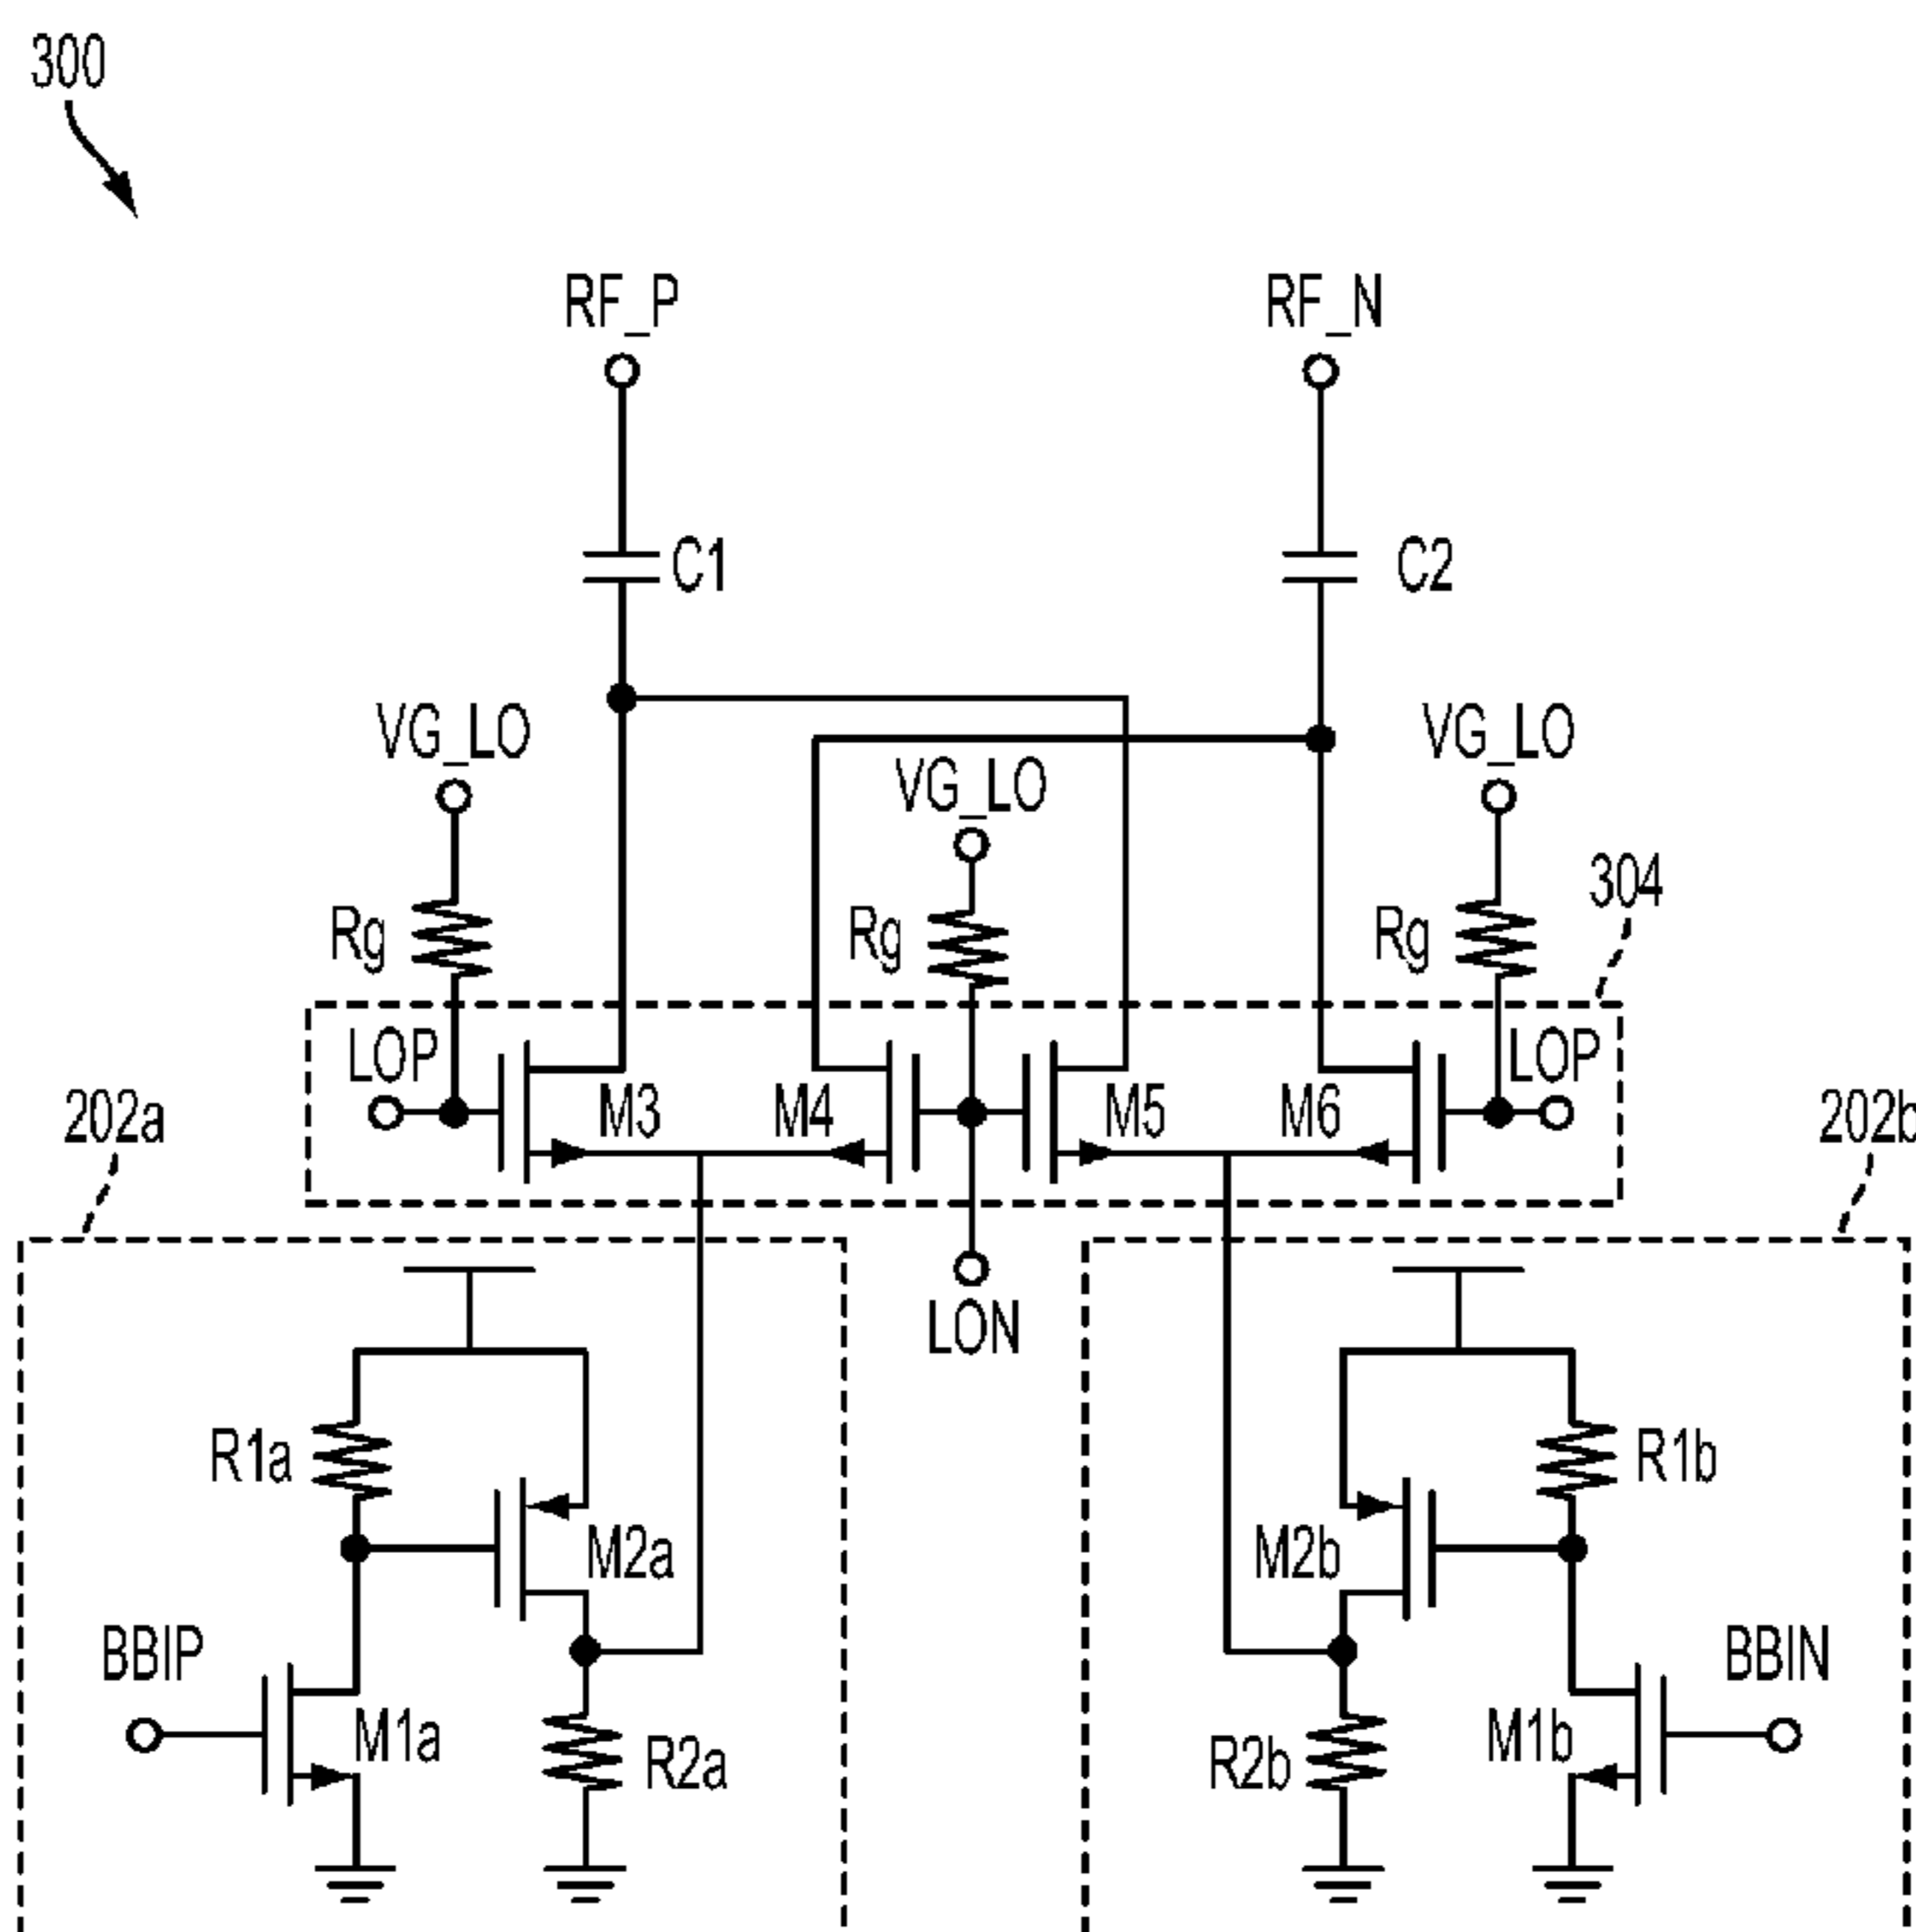 300
RF_P
RF_N
C1
C2
VG_LO
VG_LO
VG_LO
304
Rg
Rg
Rg
LOP
LOP
202a
M3
M4
M5
M6
202b
LON
R1a
R1b
M2a
M2b
BBIP
BBIN
M1a
R2a
R2b
M1b